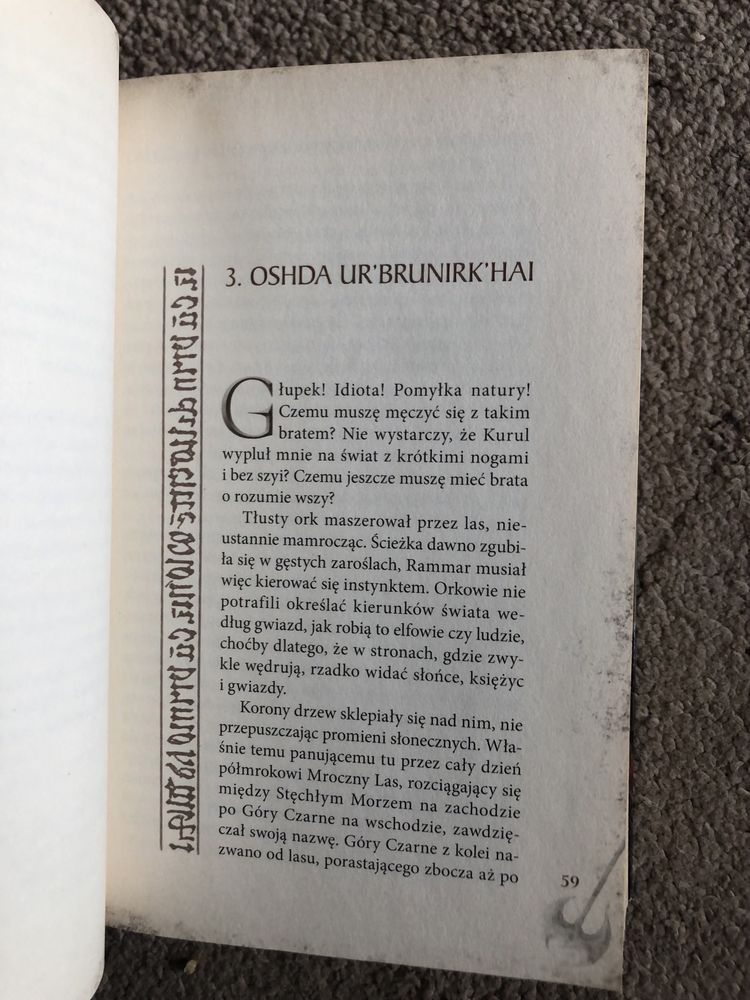 3. OSHDA UR'BRUNIRK'HAI
Głupek! Idiota! Pomyłka natury!
Czemu muszę męczyć się z takim
bratem? Nie wystarczy, że Kurul
wypluł mnie na świat z krótkimi nogami
i bez szyi? Czemu jeszcze muszę mieć brata
o rozumie wszy?
Tłusty ork maszerował przez las, nie-
ustannie mamrocząc. Ścieżka dawno zgubi-
ła się w gęstych zaroślach, Rammar musiał
więc kierować się instynktem. Orkowie nie
potrafili określać kierunków świata we-
dług gwiazd, jak robią to elfowie czy ludzie,
choćby dlatego, że w stronach, gdzie zwy-
kle wędrują, rzadko widać słońce, księżyc
i gwiazdy.
Korony drzew sklepiały się nad nim, nie
przepuszczając promieni słonecznych. Wła-
śnie temu panującemu tu przez cały dzień
półmrokowi Mroczny Las, rozciągający się
między Stęchłym Morzem na zachodzie
po Góry Czarne na wschodzie, zawdzię-
czał swoją nazwę. Góry Czarne z kolei na-
zwano od lasu, porastającego zbocza aż po
59